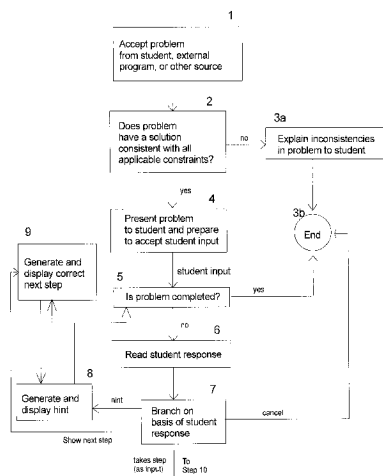 1
Accept problem
from student, external
program, or other source
2
Does problem
have a solution
consistent with all
applicable constraints?
no
3a
Explain inconsistencies
in problem to student
yes
4
Present problem
to student and prepare
to accept student input
3b
End
9
Generate and
display correct
next step
student input
5
Is problem completed?
yes
no
6
Read student response
8
Generate and
display hint
hint
7
Branch on
basis of student
response
cancel
Show next step
takes step
(as input)
To
Step 10